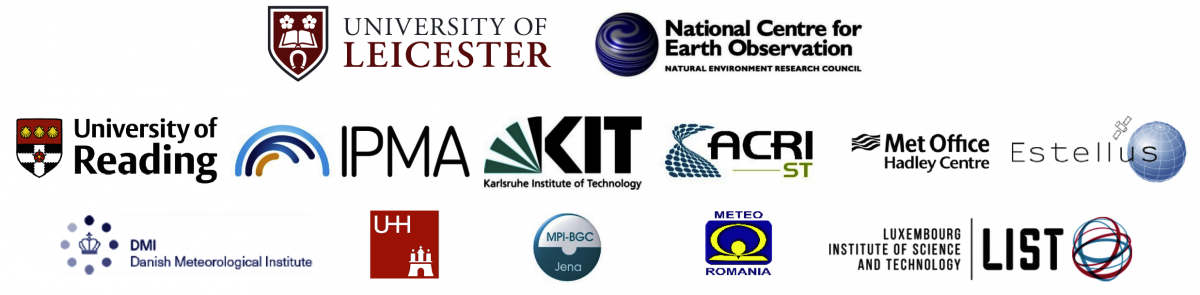 UNIVERSITY OF
LEICESTER
National Centre for
Earth Observation
NATURAL ENVIRONMENT RESEARCH COUNCIL
University of
Reading
IPMA
KIT
Karlsruhe Institute of Technology
ACRI
ST
Met Office
Hadley Centre
Estellus
DMI
Danish Meteorological Institute
UHH
MPI-BGC
Jena
METEO
ROMANIA
LUXEMBOURG
INSTITUTE OF SCIENCE
AND TECHNOLOGY
LIST